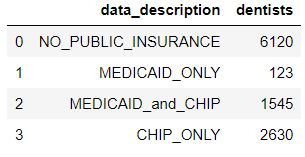 data_description dentists
0 NO_PUBLIC_INSURANCE 6120
1 MEDICAID_ONLY 123
2 MEDICAID_and_CHIP 1545
3 CHIP_ONLY 2630